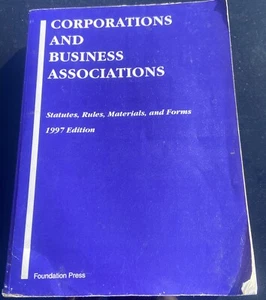 CORPORATIONS
AND
BUSINESS
ASSOCIATIONS
Statutes, Rules, Materials, and Forms
1997 Edition
Foundation Press